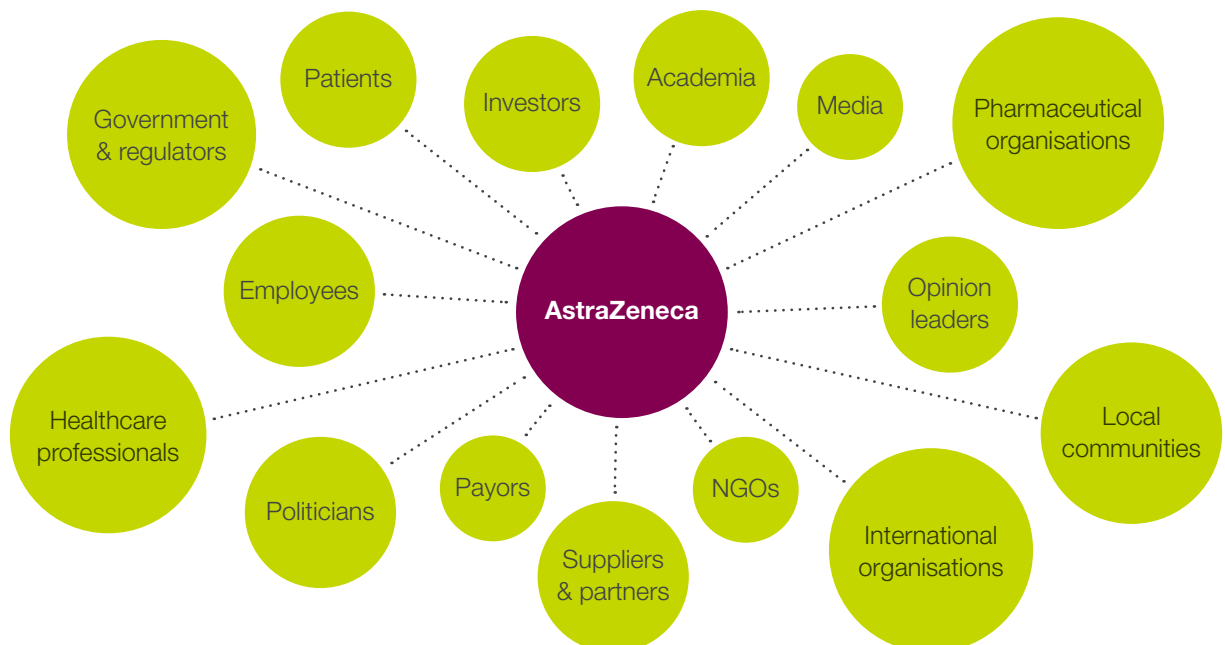 Patients
Investors
Academia
Media
Government
& regulators
Pharmaceutical
organisations
Employees
AstraZeneca
Opinion
leaders
Healthcare
professionals
Local
communities
Politicians
Payors
NGOs
Suppliers
& partners
International
organisations